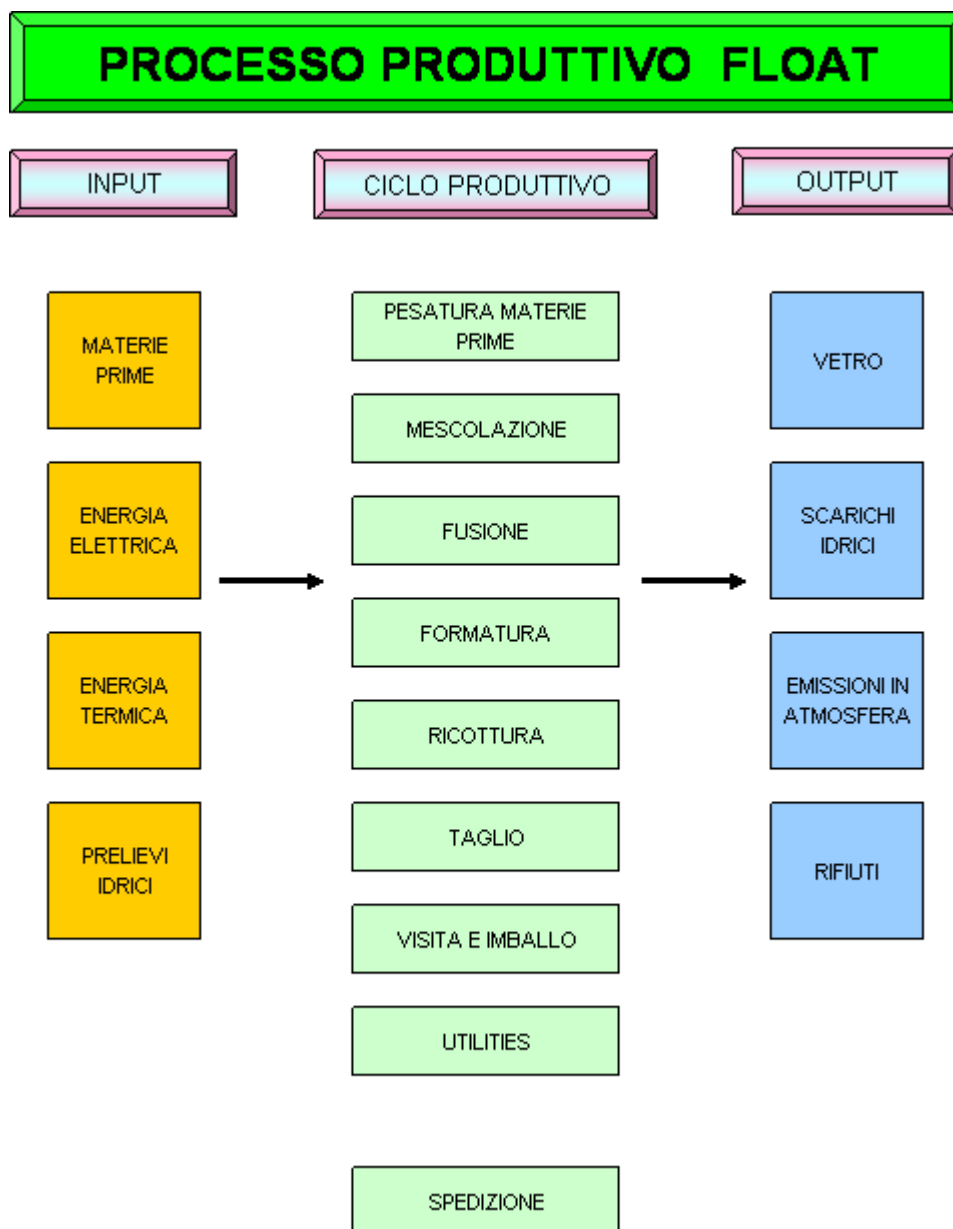 PROCESSO PRODUTTIVO FLOAT
INPUT
CICLO PRODUTTIVO
OUTPUT
MATERIE
PRIME
ENERGIA
ELETTRICA
ENERGIA
TERMICA
PRELIEVI
IDRICI
PESATURA MATERIE
PRIME
MESCOLAZIONE
FUSIONE
FORMATURA
RICOTTURA
TAGLIO
VISITA E IMBALLO
UTILITIES
SPEDIZIONE
VETRO
SCARICHI
IDRICI
EMISSIONI IN
ATMOSFERA
RIFIUTI